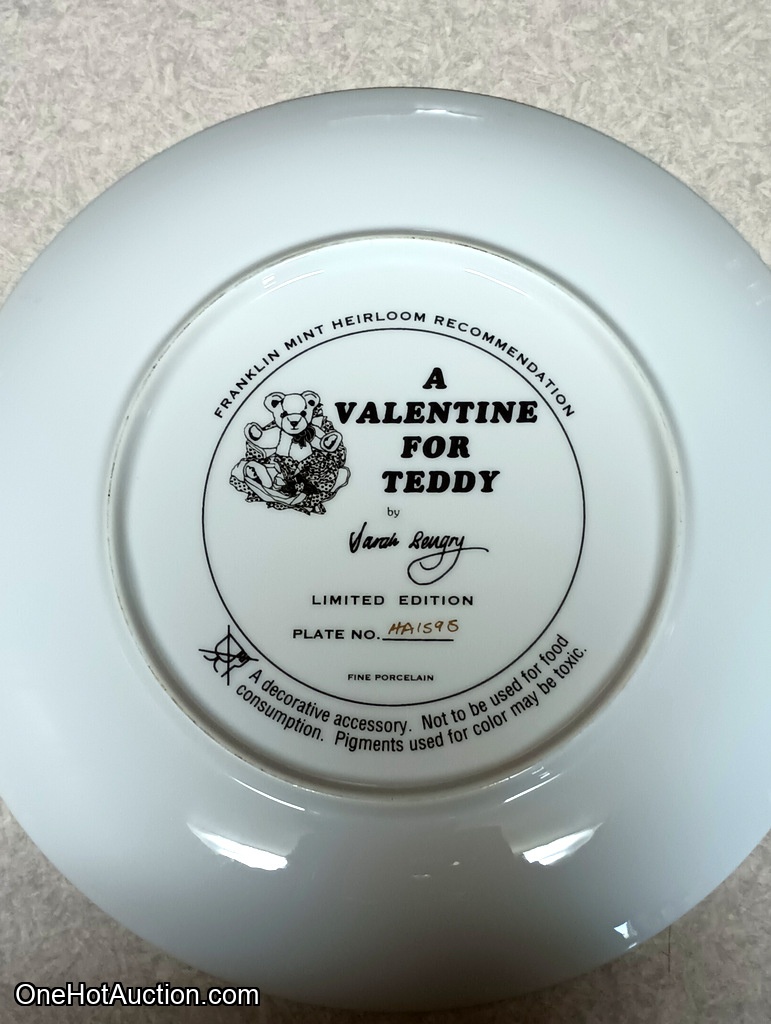 FRANKLIN MINT HEIRLOOM RECOMMENDATION
A
VALENTINE
FOR
TEDDY
by
Sarah Bengry
LIMITED EDITION
PLATE NO. HA1598
FINE PORCELAIN
A decorative accessory. Not to be used for food
consumption. Pigments used for color may be toxic.
OneHotAuction.com